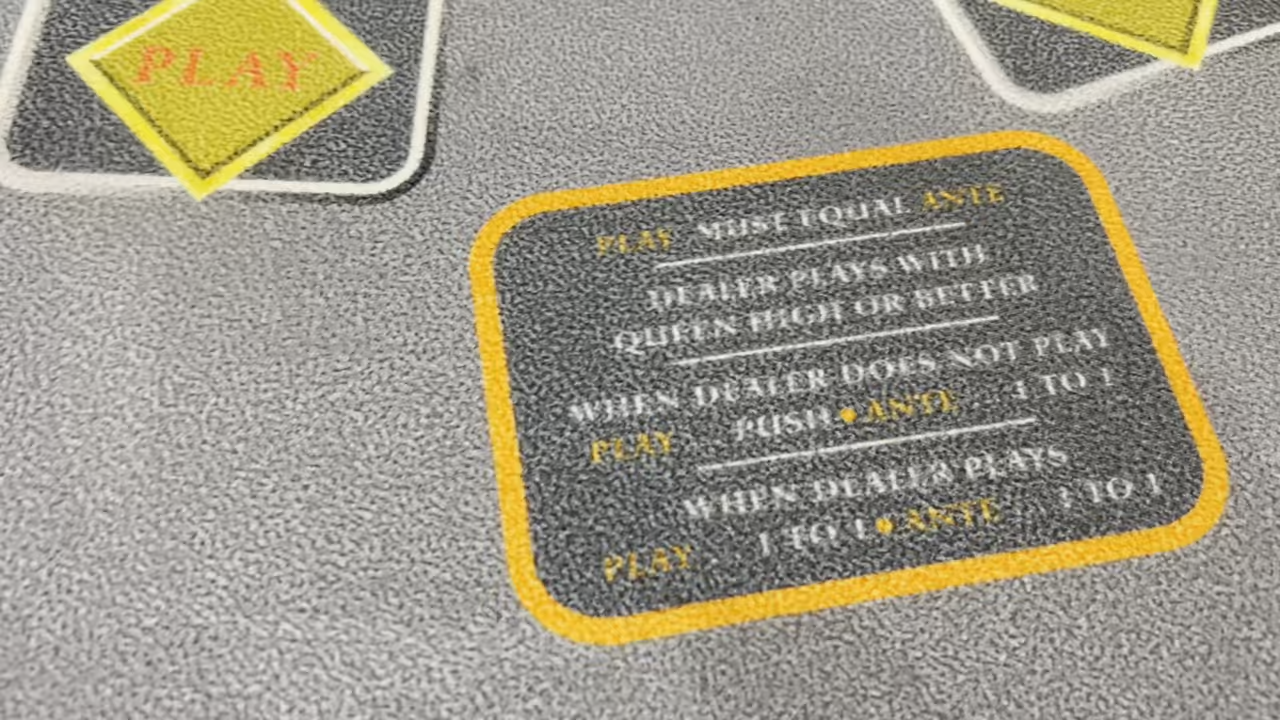 PLAY
PLAY MUST EQUAL ANTE
DEALER PLAYS WITH
QUEEN HIGH OR BETTER
WHEN DEALER DOES NOT PLAY
PLAY . . . PUSH • ANTE . . . 1 TO 1
WHEN DEALER PLAYS
PLAY . . . 1 TO 1 • ANTE . . . 1 TO 1